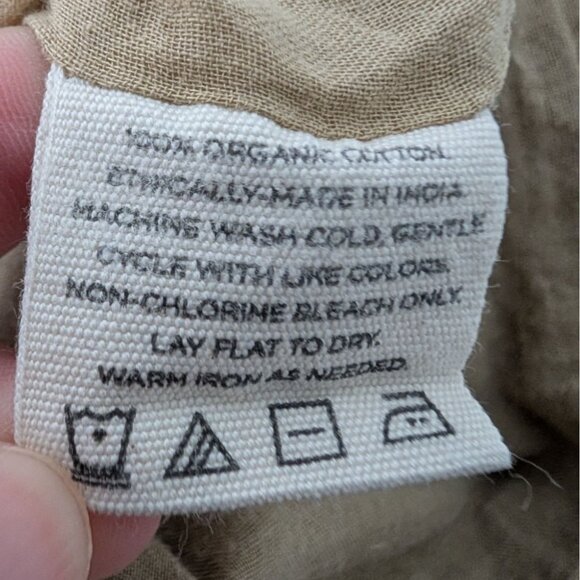 100% ORGANIC COTTON.
ETHICALLY-MADE IN INDIA.
MACHINE WASH COLD, GENTLE
CYCLE WITH LIKE COLORS.
NON-CHLORINE BLEACH ONLY.
LAY FLAT TO DRY.
WARM IRON AS NEEDED.